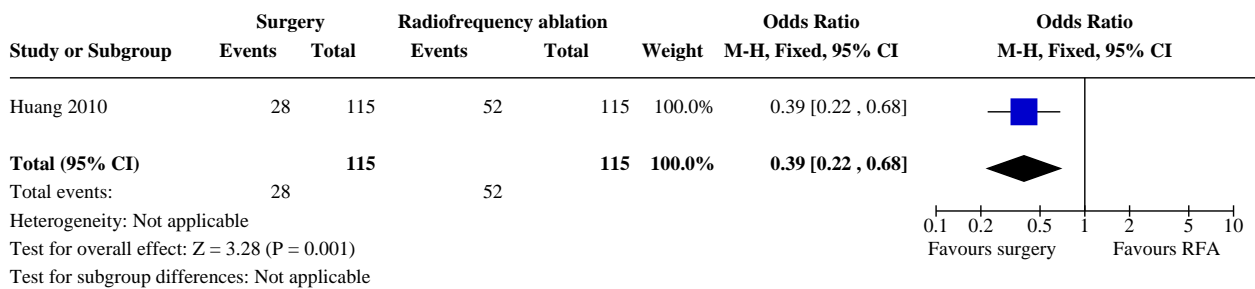 Surgery Radiofrequency ablation Odds Ratio Odds Ratio
Study or Subgroup Events Total Events Total Weight M-H, Fixed, 95% CI M-H, Fixed, 95% CI
Huang 2010 28 115 52 115 100.0% 0.39 [0.22 , 0.68]
Total (95% CI) 115 115 100.0% 0.39 [0.22 , 0.68]
Total events: 28 52
Heterogeneity: Not applicable
0.1 0.2 0.5 1 2 5 10
Test for overall effect: Z = 3.28 (P = 0.001)
Favours surgery Favours RFA
Test for subgroup differences: Not applicable